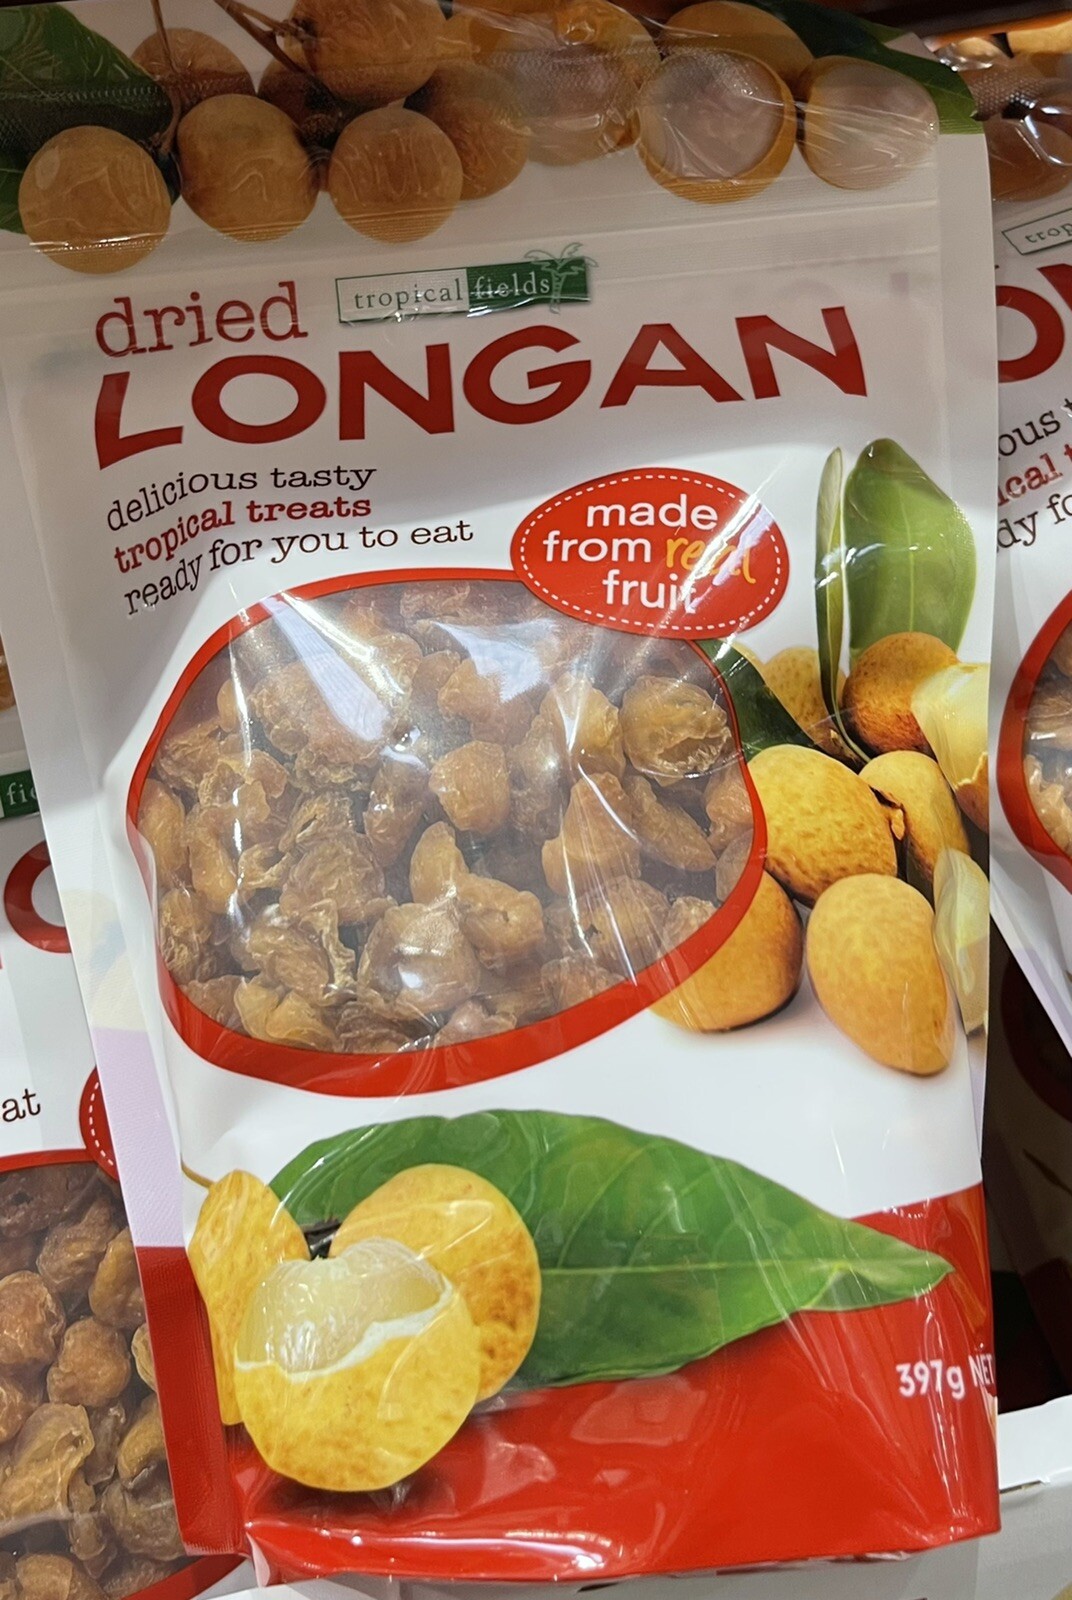 dried
tropical fields
LONGAN
delicious tasty
tropical treats
ready for you to eat
made
from real
fruit
397g NET
at